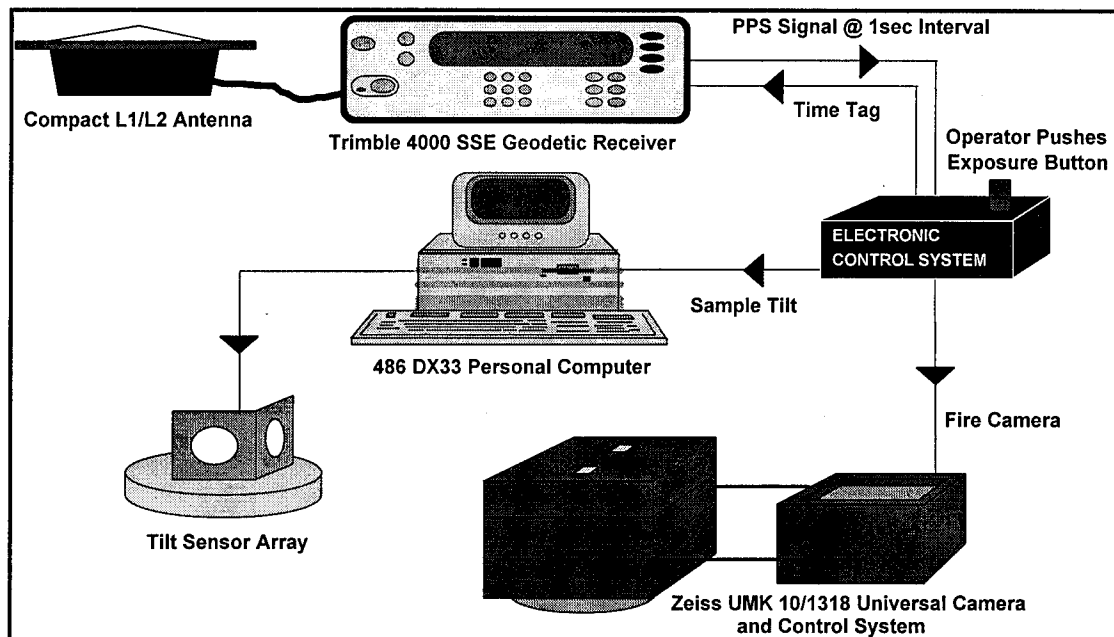 PPS Signal @ 1sec Interval
Compact L1/L2 Antenna
Time Tag
Trimble 4000 SSE Geodetic Receiver
Operator Pushes
Exposure Button
ELECTRONIC
CONTROL SYSTEM
Sample Tilt
486 DX33 Personal Computer
Fire Camera
Tilt Sensor Array
Zeiss UMK 10/1318 Universal Camera
and Control System